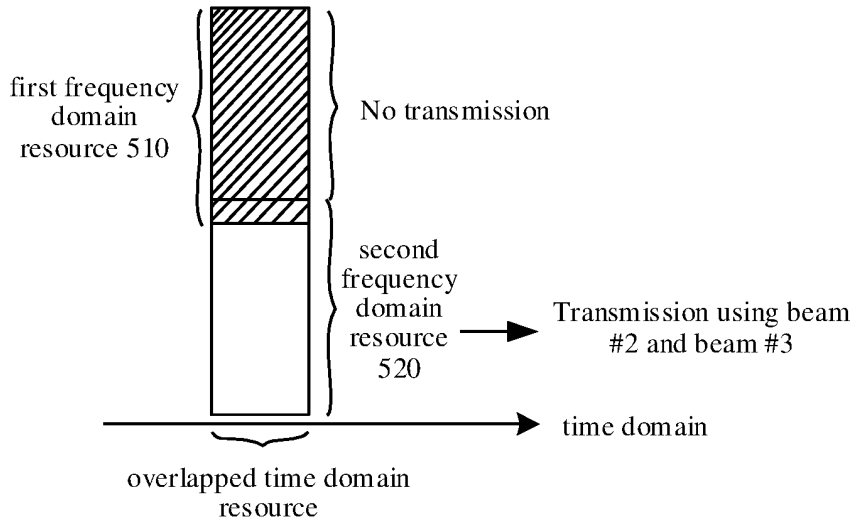 first frequency
domain
resource 510
No transmission
second
frequency
domain
resource
520
Transmission using beam
#2 and beam #3
time domain
overlapped time domain
resource